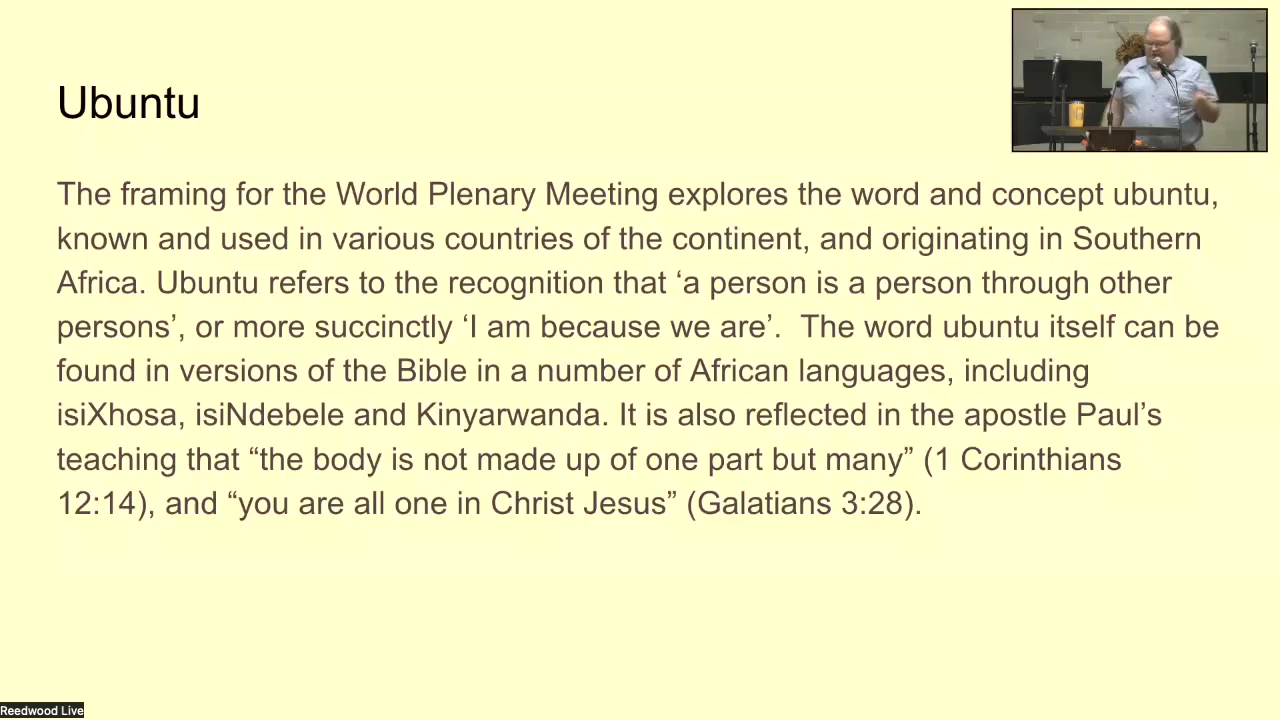 Ubuntu
The framing for the World Plenary Meeting explores the word and concept ubuntu,
known and used in various countries of the continent, and originating in Southern
Africa. Ubuntu refers to the recognition that ‘a person is a person through other
persons’, or more succinctly ‘I am because we are’.  The word ubuntu itself can be
found in versions of the Bible in a number of African languages, including
isiXhosa, isiNdebele and Kinyarwanda. It is also reflected in the apostle Paul’s
teaching that “the body is not made up of one part but many” (1 Corinthians
12:14), and “you are all one in Christ Jesus” (Galatians 3:28).
Reedwood Live